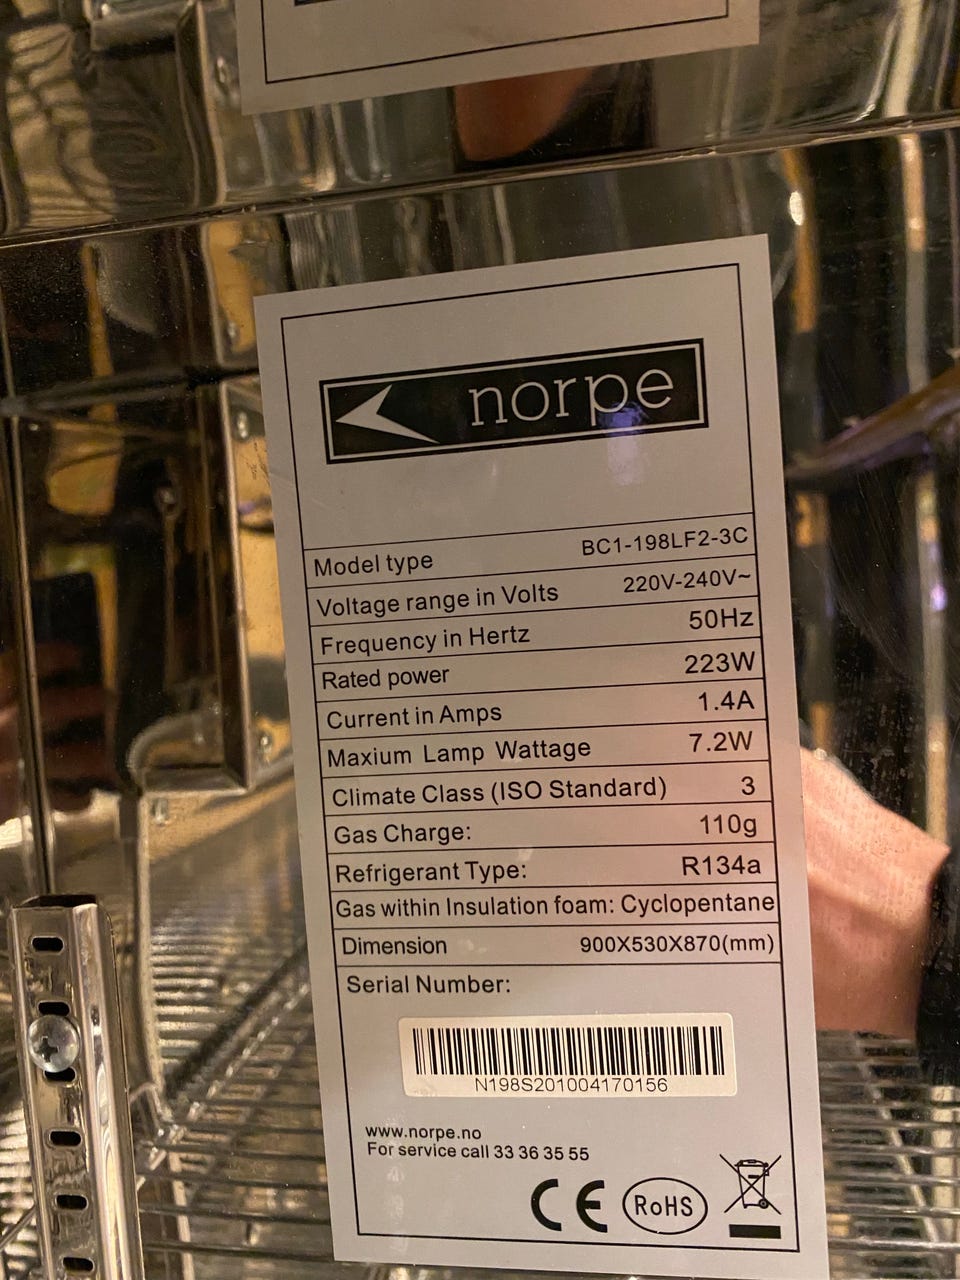 norpe
Model type BC1-198LF2-3C
Voltage range in Volts 220V-240V~
Frequency in Hertz 50Hz
Rated power 223W
Current in Amps 1.4A
Maxium Lamp Wattage 7.2W
Climate Class (ISO Standard) 3
Gas Charge: 110g
Refrigerant Type: R134a
Gas within Insulation foam: Cyclopentane
Dimension 900X530X870(mm)
Serial Number:
N198S201004170156
www.norpe.no
For service call 33 36 35 55
CE RoHS